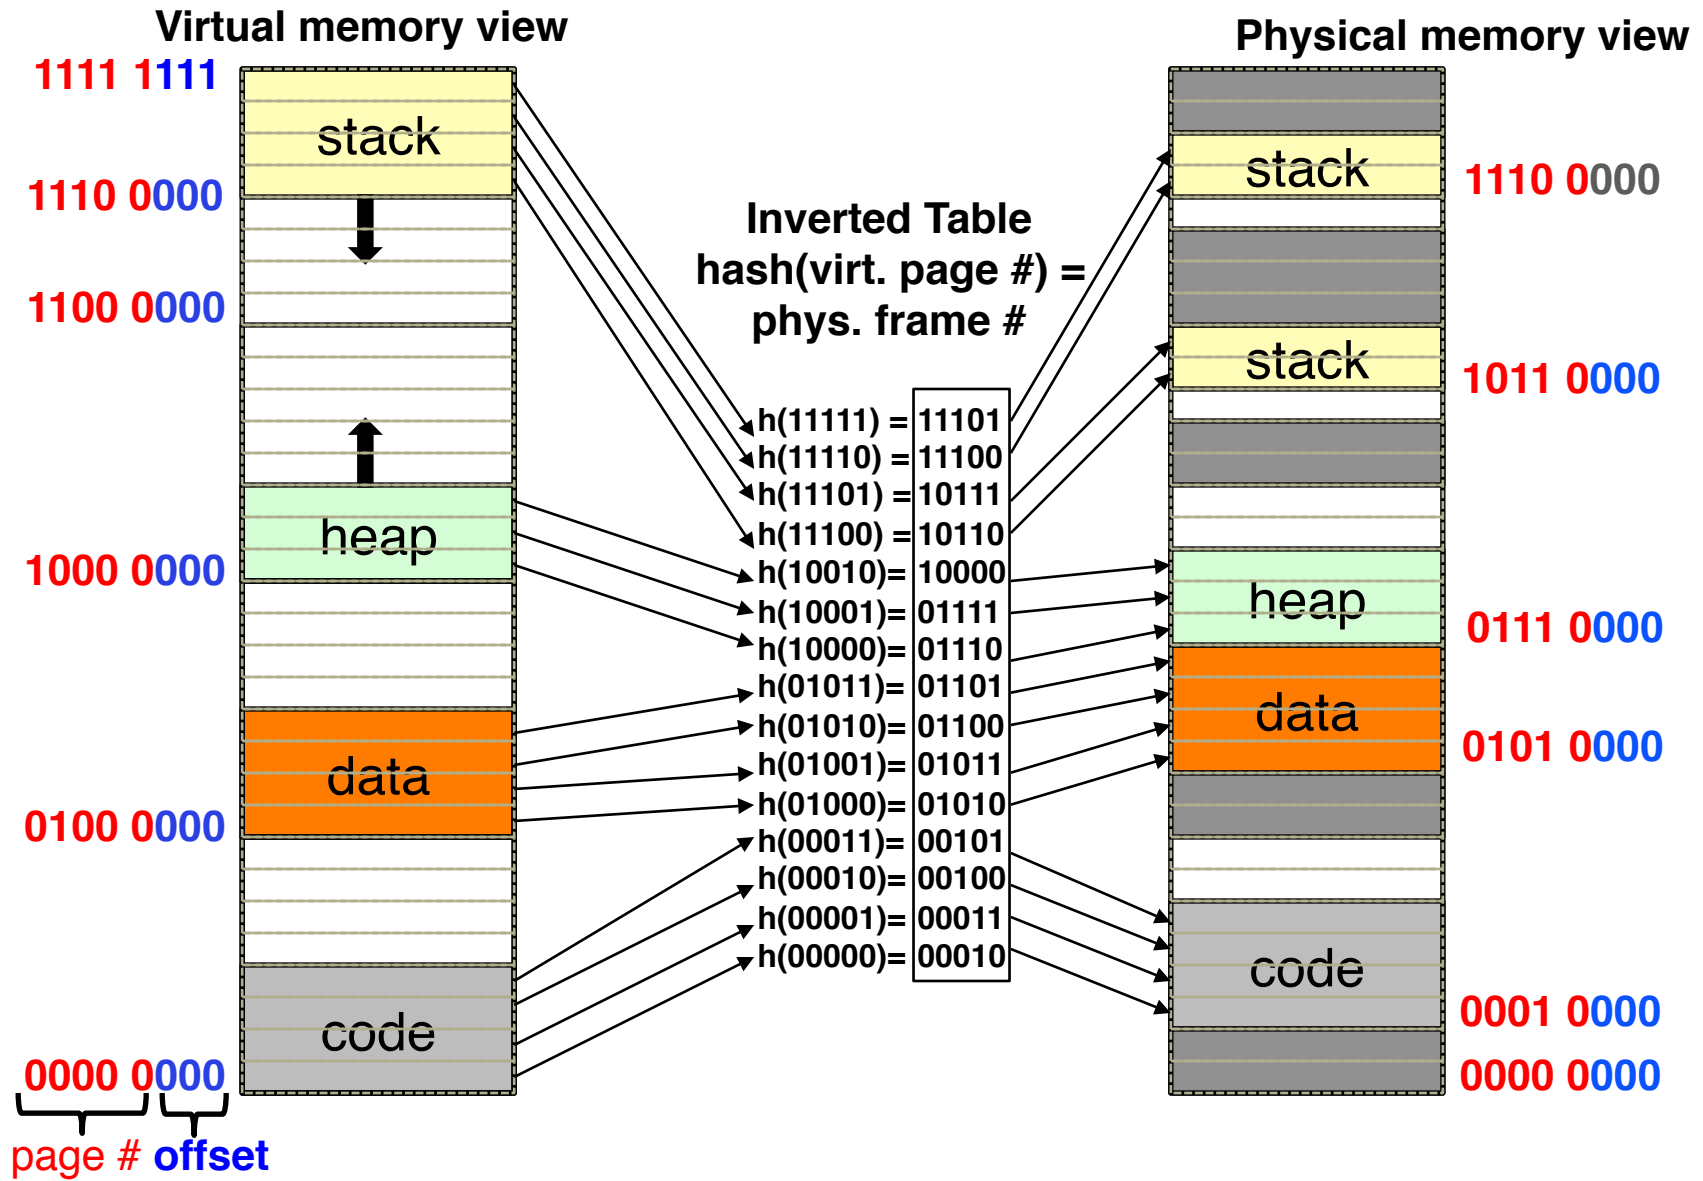 Virtual memory view
Physical memory view
1111 1111
stack
1110 0000
1100 0000
heap
1000 0000
data
0100 0000
code
0000 0000
page # offset
Inverted Table
hash(virt. page #) =
phys. frame #
h(11111) = 11101
h(11110) = 11100
h(11101) = 10111
h(11100) = 10110
h(10010)= 10000
h(10001)= 01111
h(10000)= 01110
h(01011)= 01101
h(01010)= 01100
h(01001)= 01011
h(01000)= 01010
h(00011)= 00101
h(00010)= 00100
h(00001)= 00011
h(00000)= 00010
stack
1110 0000
stack
1011 0000
heap
0111 0000
data
0101 0000
code
0001 0000
0000 0000